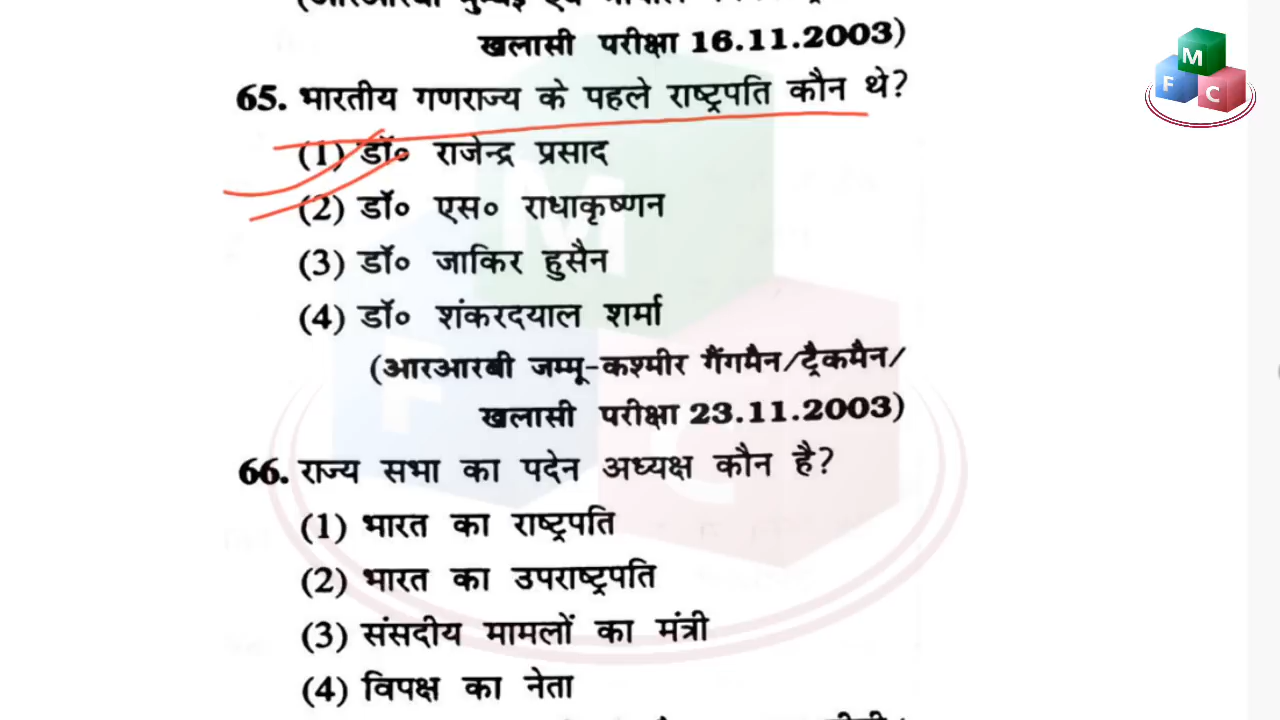 खलासी परीक्षा 16.11.2003)
65. भारतीय गणराज्य के पहले राष्ट्रपति कौन थे?
(1) डॉ० राजेन्द्र प्रसाद
(2) डॉ० एस० राधाकृष्णन
(3) डॉ० जाकिर हुसैन
(4) डॉ० शंकरदयाल शर्मा
(आरआरबी जम्मू-कश्मीर गैंगमैन/ट्रैकमैन/
खलासी परीक्षा 23.11.2003)
66. राज्य सभा का पदेन अध्यक्ष कौन है?
(1) भारत का राष्ट्रपति
(2) भारत का उपराष्ट्रपति
(3) संसदीय मामलों का मंत्री
(4) विपक्ष का नेता
M
F C
M
F C